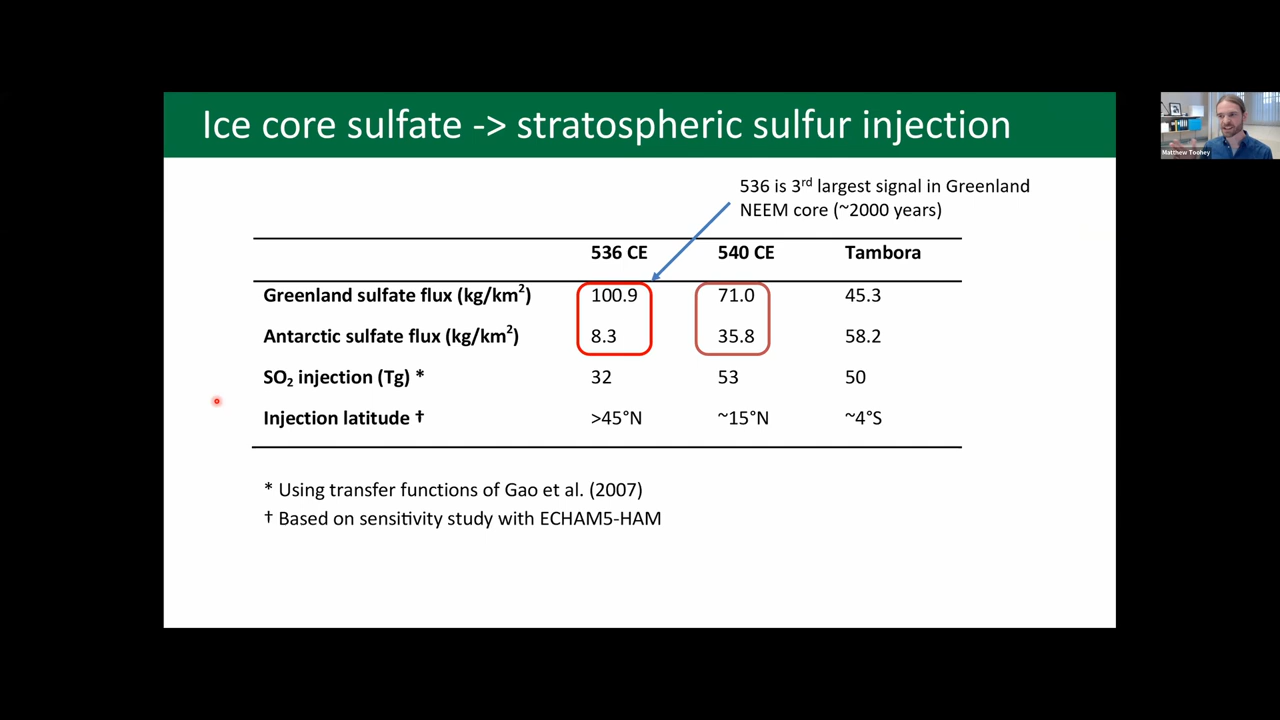 Ice core sulfate -> stratospheric sulfur injection
Matthew Toohey
536 is 3rd largest signal in Greenland
NEEM core (~2000 years)
536 CE 540 CE Tambora
Greenland sulfate flux (kg/km2) 100.9 71.0 45.3
Antarctic sulfate flux (kg/km2) 8.3 35.8 58.2
SO2 injection (Tg) * 32 53 50
Injection latitude † >45°N ~15°N ~4°S
* Using transfer functions of Gao et al. (2007)
† Based on sensitivity study with ECHAM5-HAM